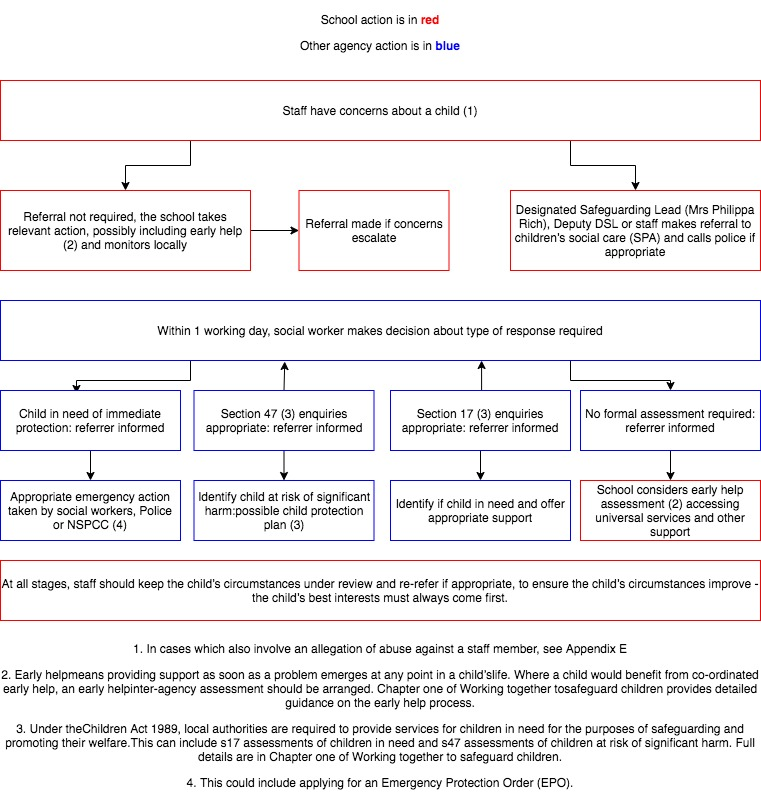 School action is in red
Other agency action is in blue
Staff have concerns about a child (1)
Referral not required, the school takes
relevant action, possibly including early help
(2) and monitors locally
Referral made if concerns
escalate
Designated Safeguarding Lead (Mrs Philippa
Rich), Deputy DSL or staff makes referral to
children's social care (SPA) and calls police if
appropriate
Within 1 working day, social worker makes decision about type of response required
Child in need of immediate
protection: referrer informed
Section 47 (3) enquiries
appropriate: referrer informed
Section 17 (3) enquiries
appropriate: referrer informed
No formal assessment required:
referrer informed
Appropriate emergency action
taken by social workers, Police
or NSPCC (4)
Identify child at risk of significant
harm:possible child protection
plan (3)
Identify if child in need and offer
appropriate support
School considers early help
assessment (2) accessing
universal services and other
support
At all stages, staff should keep the child's circumstances under review and re-refer if appropriate, to ensure the child's circumstances improve -
the child's best interests must always come first.
1. In cases which also involve an allegation of abuse against a staff member, see Appendix E
2. Early helpmeans providing support as soon as a problem emerges at any point in a child'slife. Where a child would benefit from co-ordinated
early help, an early helpinter-agency assessment should be arranged. Chapter one of Working together tosafeguard children provides detailed
guidance on the early help process.
3. Under theChildren Act 1989, local authorities are required to provide services for children in need for the purposes of safeguarding and
promoting their welfare.This can include s17 assessments of children in need and s47 assessments of children at risk of significant harm. Full
details are in Chapter one of Working together to safeguard children.
4. This could include applying for an Emergency Protection Order (EPO).